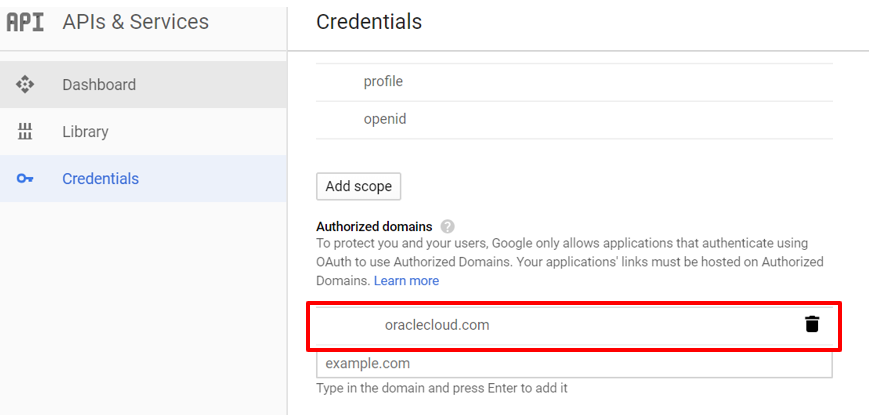 API APIs & Services
Credentials
Dashboard
Library
Credentials
profile
openid
Add scope
Authorized domains ?
To protect you and your users, Google only allows applications that authenticate using
OAuth to use Authorized Domains. Your applications' links must be hosted on Authorized
Domains. Learn more
oraclecloud.com
example.com
Type in the domain and press Enter to add it